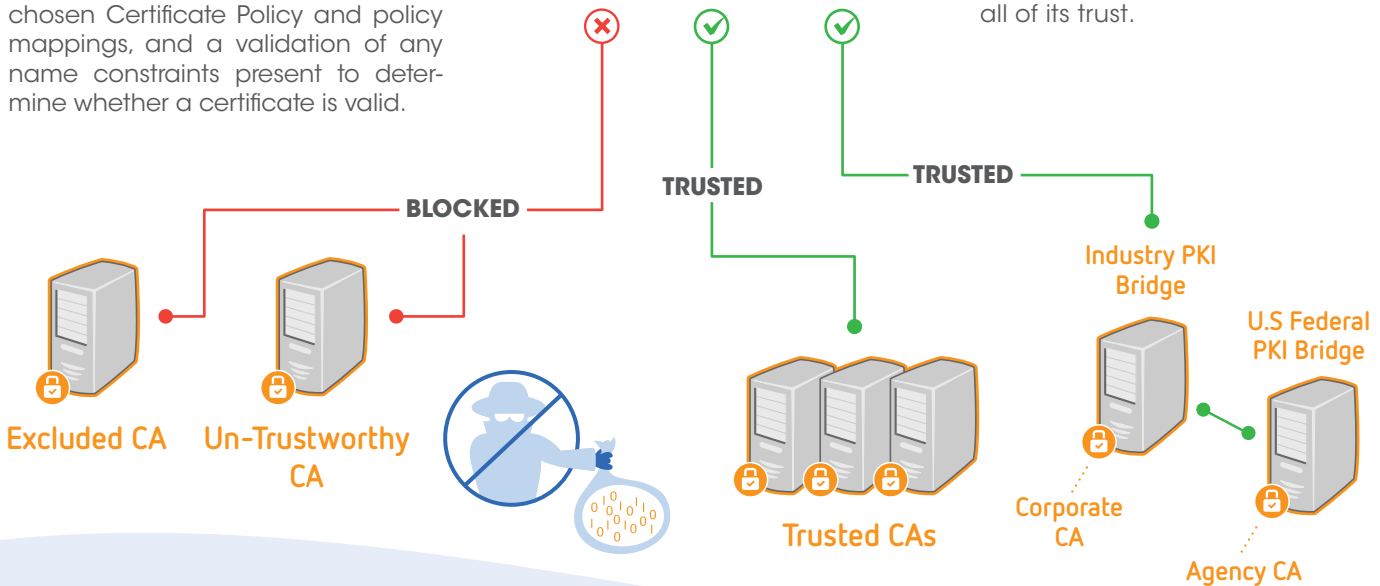 chosen Certificate Policy and policy
mappings, and a validation of any
name constraints present to deter-
mine whether a certificate is valid.
all of its trust.
BLOCKED
TRUSTED
TRUSTED
Industry PKI
Bridge
U.S Federal
PKI Bridge
Excluded CA
Un-Trustworthy
CA
Trusted CAs
Corporate
CA
Agency CA